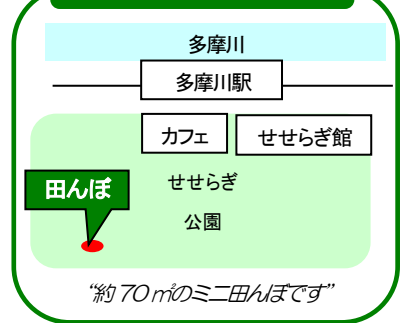 多摩川
多摩川駅
カフェ
せせらぎ館
田んぼ
せせらぎ
公園
“約70㎡のミニ田んぼです”